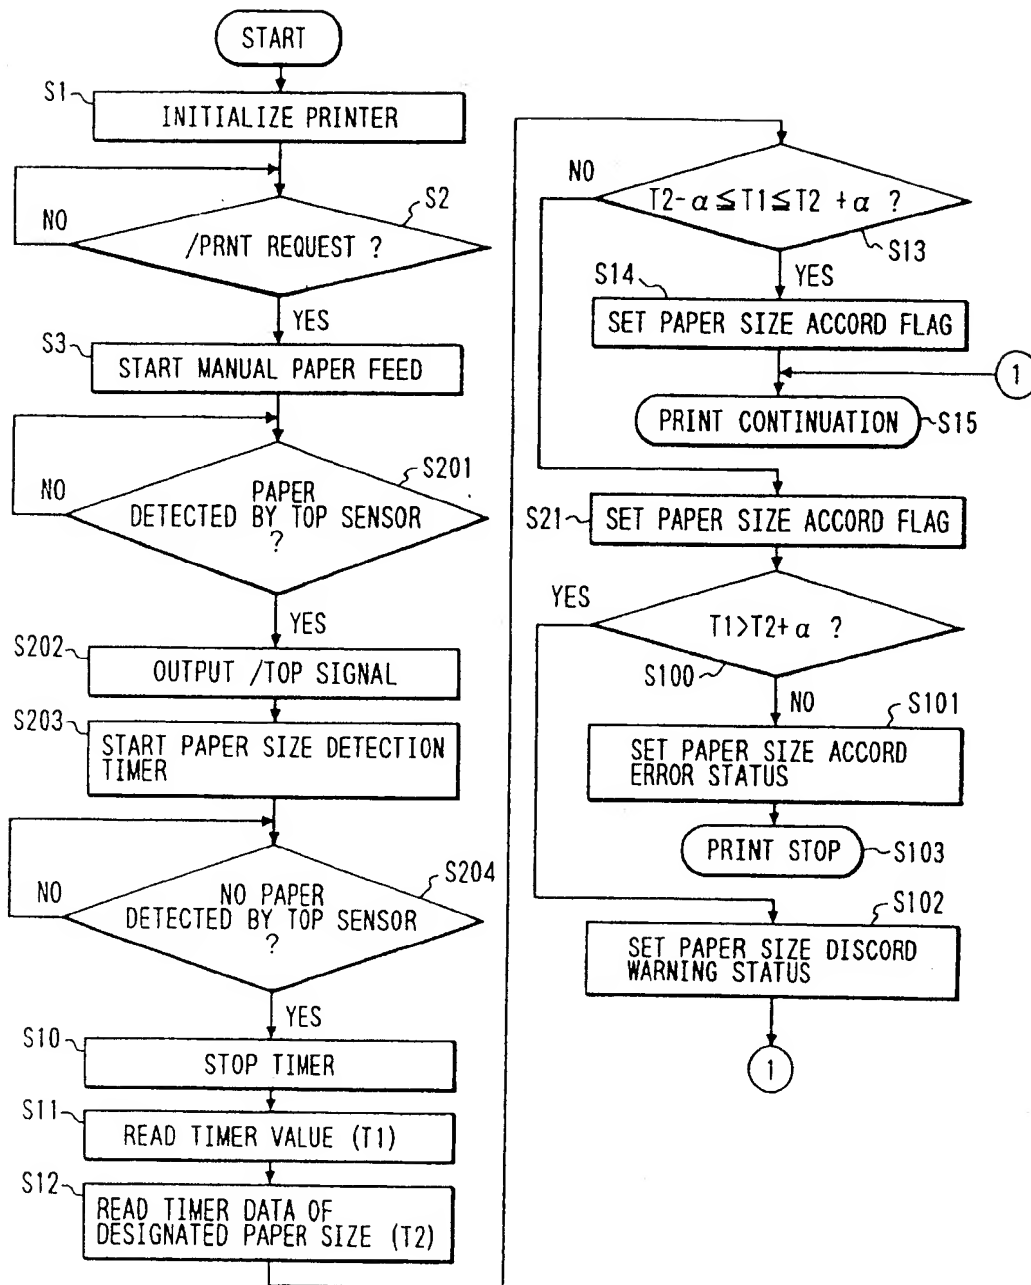 START
S1
INITIALIZE PRINTER
S2
NO
/PRNT REQUEST ?
YES
S3
START MANUAL PAPER FEED
S201
NO
PAPER
DETECTED BY TOP SENSOR
?
YES
S202
OUTPUT /TOP SIGNAL
S203
START PAPER SIZE DETECTION
TIMER
S204
NO
NO PAPER
DETECTED BY TOP SENSOR
?
YES
S10
STOP TIMER
S11
READ TIMER VALUE (T1)
S12
READ TIMER DATA OF
DESIGNATED PAPER SIZE (T2)
NO
T2-α≦T1≦T2+α ?
S13
YES
S14
SET PAPER SIZE ACCORD FLAG
1
PRINT CONTINUATION
S15
S21
SET PAPER SIZE ACCORD FLAG
YES
T1>T2+α ?
S100
NO
S101
SET PAPER SIZE ACCORD
ERROR STATUS
PRINT STOP
S103
S102
SET PAPER SIZE DISCORD
WARNING STATUS
1